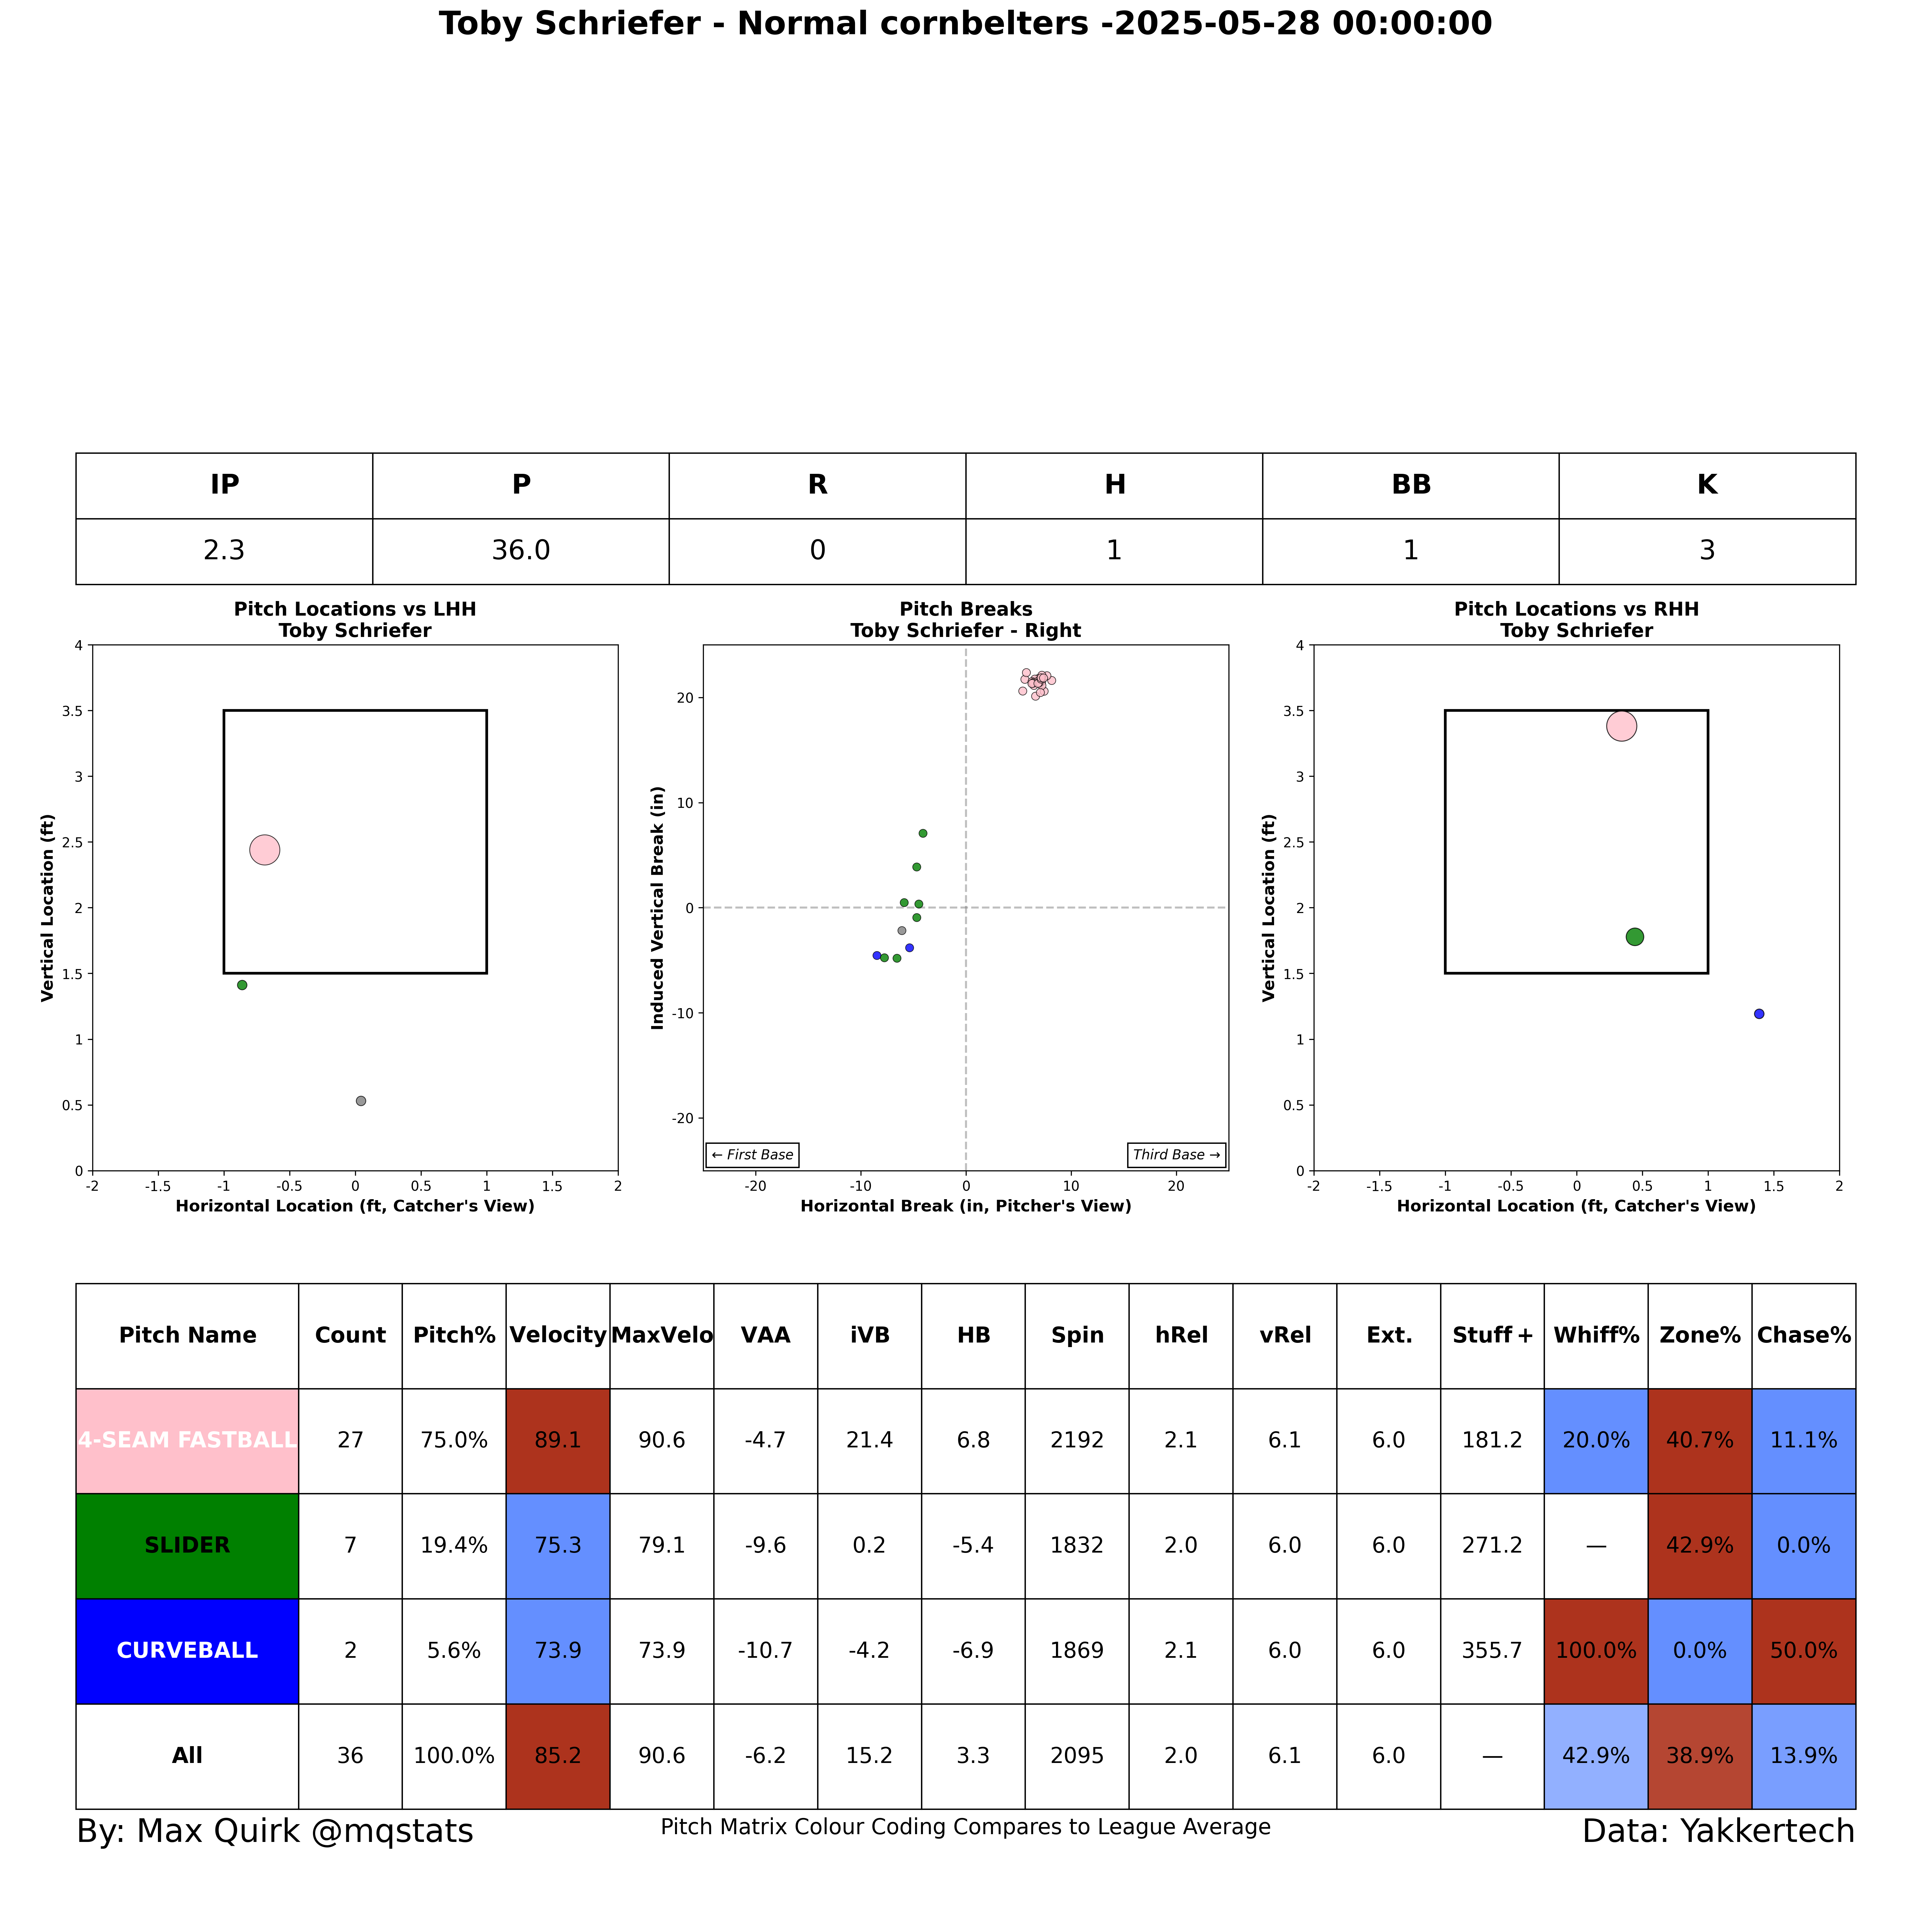 Toby Schriefer - Normal cornbelters -2025-05-28 00:00:00
IP P R H BB K
2.3 36.0 0 1 1 3
Pitch Locations vs LHH
Toby Schriefer
4
3.5
3
2.5
2
1.5
1
0.5
0
-2 -1.5 -1 -0.5 0 0.5 1 1.5 2
Vertical Location (ft)
Horizontal Location (ft, Catcher's View)
Pitch Breaks
Toby Schriefer - Right
20
10
0
-10
-20
← First Base
Third Base →
-20 -10 0 10 20
Induced Vertical Break (in)
Horizontal Break (in, Pitcher's View)
Pitch Locations vs RHH
Toby Schriefer
4
3.5
3
2.5
2
1.5
1
0.5
0
-2 -1.5 -1 -0.5 0 0.5 1 1.5 2
Vertical Location (ft)
Horizontal Location (ft, Catcher's View)
Pitch Name Count Pitch% Velocity MaxVelo VAA iVB HB Spin hRel vRel Ext. Stuff+ Whiff% Zone% Chase%
4-SEAM FASTBALL 27 75.0% 89.1 90.6 -4.7 21.4 6.8 2192 2.1 6.1 6.0 181.2 20.0% 40.7% 11.1%
SLIDER 7 19.4% 75.3 79.1 -9.6 0.2 -5.4 1832 2.0 6.0 6.0 271.2 — 42.9% 0.0%
CURVEBALL 2 5.6% 73.9 73.9 -10.7 -4.2 -6.9 1869 2.1 6.0 6.0 355.7 100.0% 0.0% 50.0%
All 36 100.0% 85.2 90.6 -6.2 15.2 3.3 2095 2.0 6.1 6.0 — 42.9% 38.9% 13.9%
By: Max Quirk @mqstats
Pitch Matrix Colour Coding Compares to League Average
Data: Yakkertech